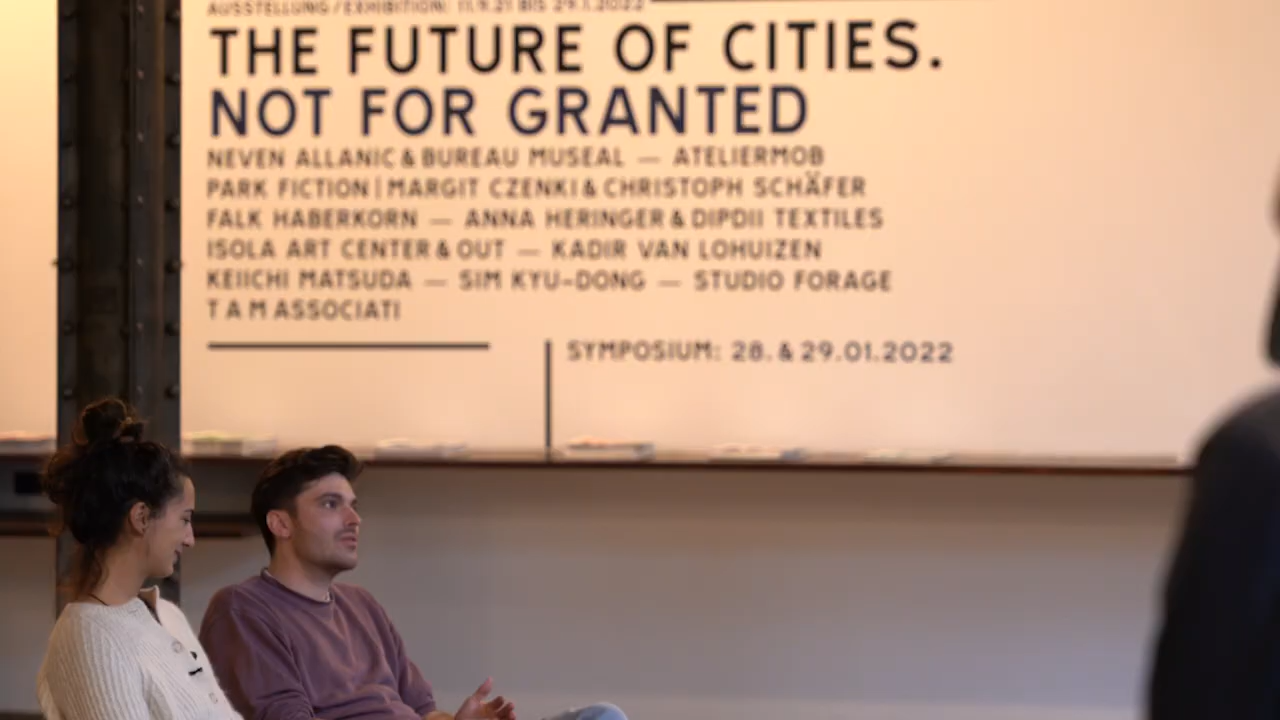 AUSSTELLUNG / EXHIBITION: 11.9.21 BIS 29.1.2022
THE FUTURE OF CITIES.
NOT FOR GRANTED
NEVEN ALLANIC & BUREAU MUSEAL — ATELIERMOB
PARK FICTION | MARGIT CZENKI & CHRISTOPH SCHÄFER
FALK HABERKORN — ANNA HERINGER & DIPDII TEXTILES
ISOLA ART CENTER & OUT — KADIR VAN LOHUIZEN
KEIICHI MATSUDA — SIM KYU-DONG — STUDIO FORAGE
T A M ASSOCIATI
SYMPOSIUM: 28. & 29.01.2022